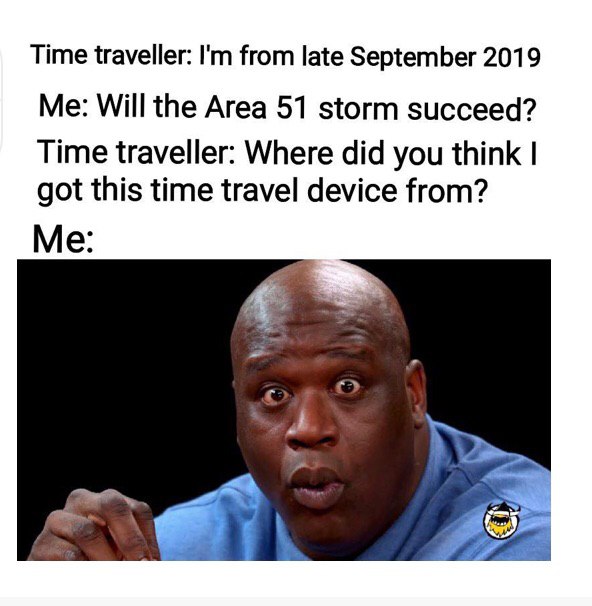 Time traveller: I'm from late September 2019
Me: Will the Area 51 storm succeed?
Time traveller: Where did you think I
got this time travel device from?
Me: